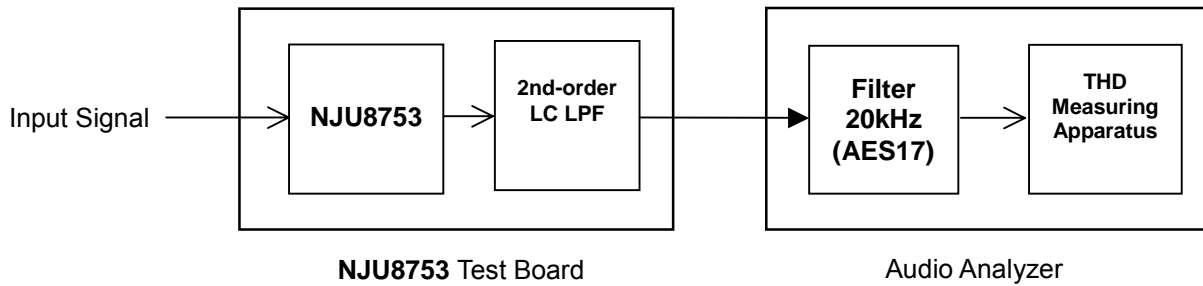 Input Signal
NJU8753
2nd-order
LC LPF
Filter
20kHz
(AES17)
THD
Measuring
Apparatus
NJU8753 Test Board
Audio Analyzer